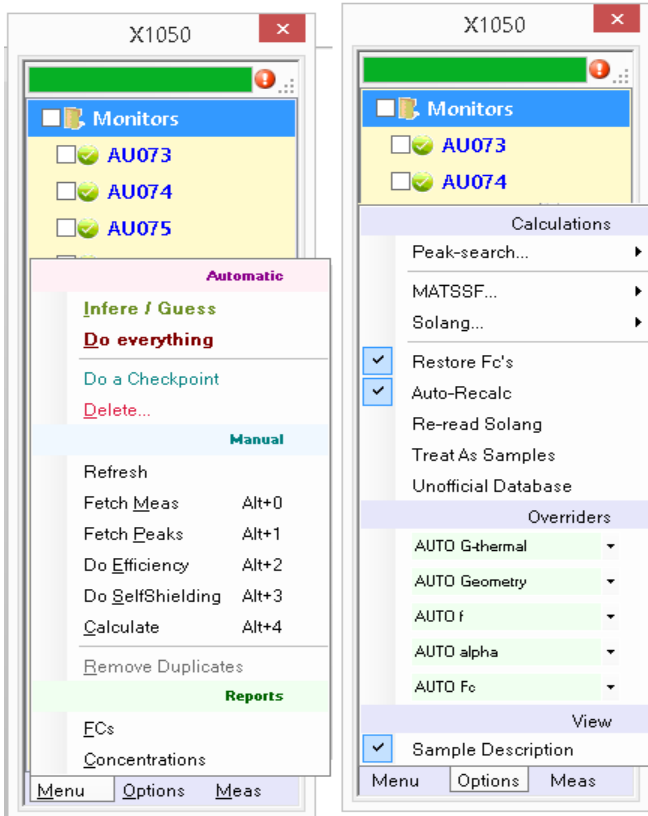 X1050
Monitors
AU073
AU074
AU075
Automatic
Infere / Guess
Do everything
Do a Checkpoint
Delete...
Manual
Refresh
Fetch Meas Alt+0
Fetch Peaks Alt+1
Do Efficiency Alt+2
Do SelfShielding Alt+3
Calculate Alt+4
Remove Duplicates
Reports
FCs
Concentrations
Menu Options Meas
X1050
Monitors
AU073
AU074
Calculations
Peak-search...
MATSSF...
Solang...
Restore Fc's
Auto-Recalc
Re-read Solang
Treat As Samples
Unofficial Database
Overriders
AUTO G-thermal
AUTO Geometry
AUTO f
AUTO alpha
AUTO Fc
View
Sample Description
Menu Options Meas